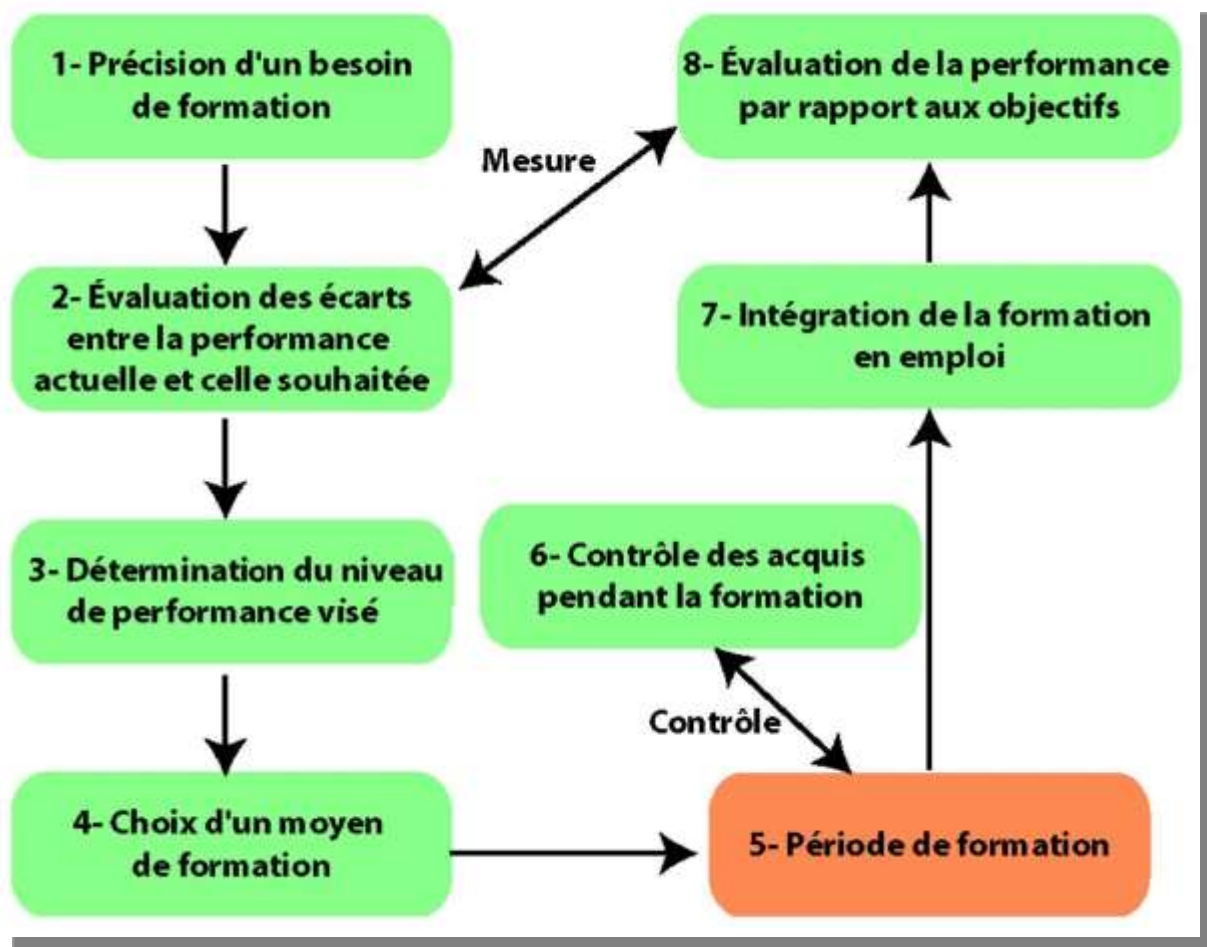 1- Précision d'un besoin
de formation
8- Évaluation de la performance
par rapport aux objectifs
Mesure
2- Évaluation des écarts
entre la performance
actuelle et celle souhaitée
7- Intégration de la formation
en emploi
3- Détermination du niveau
de performance visé
6- Contrôle des acquis
pendant la formation
Contrôle
4- Choix d'un moyen
de formation
5- Période de formation